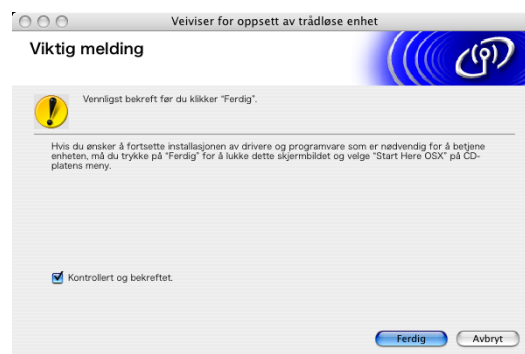 Veiviser for oppsett av trådløse enhet
Viktig melding
Vennligst bekreft før du klikker "Ferdig".
Hvis du ønsker å fortsette installasjonen av drivere og programvare som er nødvendig for å betjene
enheten, må du trykke på "Ferdig" for å lukke dette skjermbildet og velge "Start Here OSX" på CD-
platens meny.
Kontrollert og bekreftet.
Ferdig
Avbryt